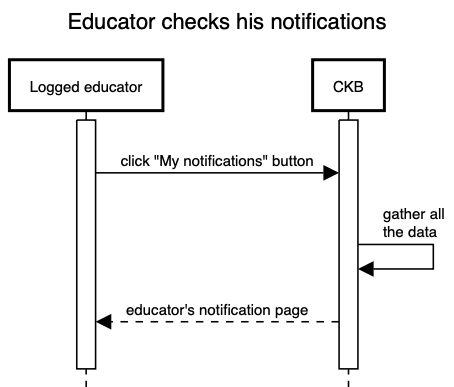 Educator checks his notifications
Logged educator
CKB
click "My notifications" button
gather all
the data
educator's notification page